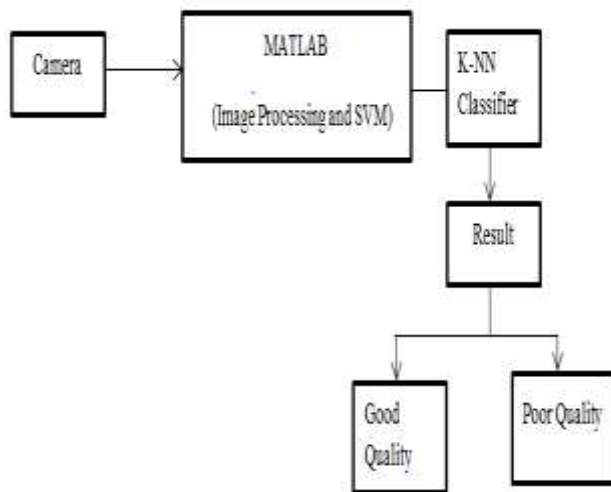 Camera
MATLAB
(Image Processing and SVM)
K-NN
Classifier
Result
Good
Quality
Poor Quality